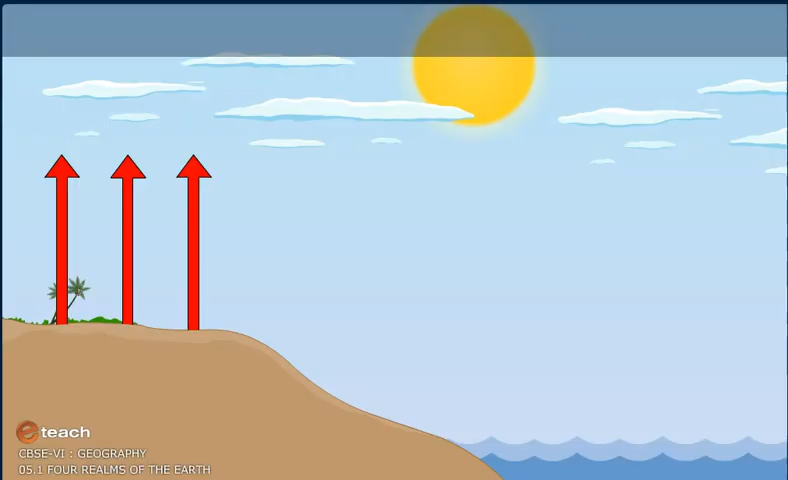 eteach
CBSE-VI : GEOGRAPHY
05.1 FOUR REALMS OF THE EARTH